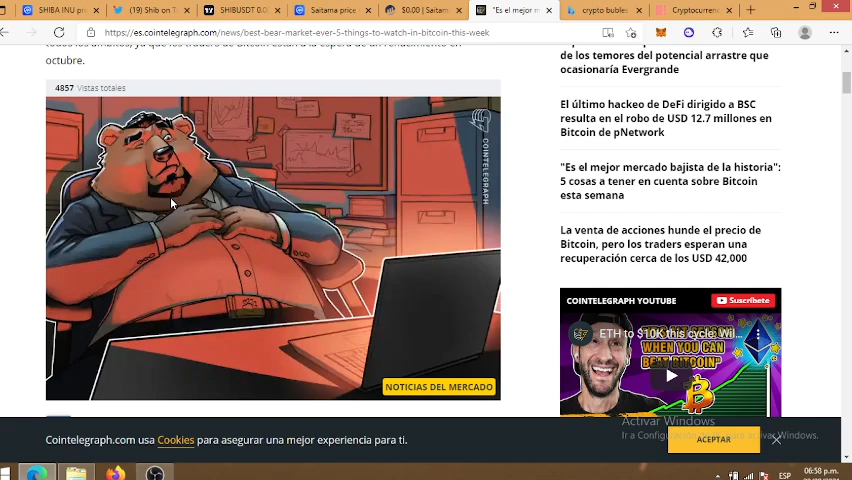 SHIBA INU pri
(19) Shib on T
SHIBUSDT 0.00
Saitama price
$0.00 | Saitam
"Es el mejor m
crypto bubles
Cryptocurrenc
https://es.cointelegraph.com/news/best-bear-market-ever-5-things-to-watch-in-bitcoin-this-week
octubre.
4857 Vistas totales
COINTELEGRAPH
NOTICIAS DEL MERCADO
de los temores del potencial arrastre que
ocasionaría Evergrande
El último hackeo de DeFi dirigido a BSC
resulta en el robo de USD 12.7 millones en
Bitcoin de pNetwork
"Es el mejor mercado bajista de la historia":
5 cosas a tener en cuenta sobre Bitcoin
esta semana
La venta de acciones hunde el precio de
Bitcoin, pero los traders esperan una
recuperación cerca de los USD 42,000
COINTELEGRAPH YOUTUBE
Suscríbete
ETH to $10K this cycle: Wil...
WHEN YOU CAN
BEAT BITCOIN"
Activar Windows
Cointelegraph.com usa Cookies para asegurar una mejor experiencia para ti.
ACEPTAR
ESP
06:58 p.m.